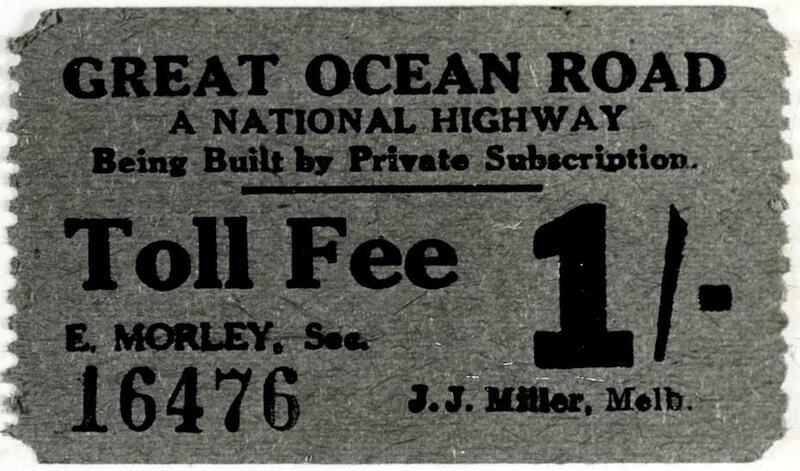 GREAT OCEAN ROAD
A NATIONAL HIGHWAY
Being Built by Private Subscription.
Toll Fee 1/-
E. MORLEY, Sec.
16476
J. J. Miller, Melb.